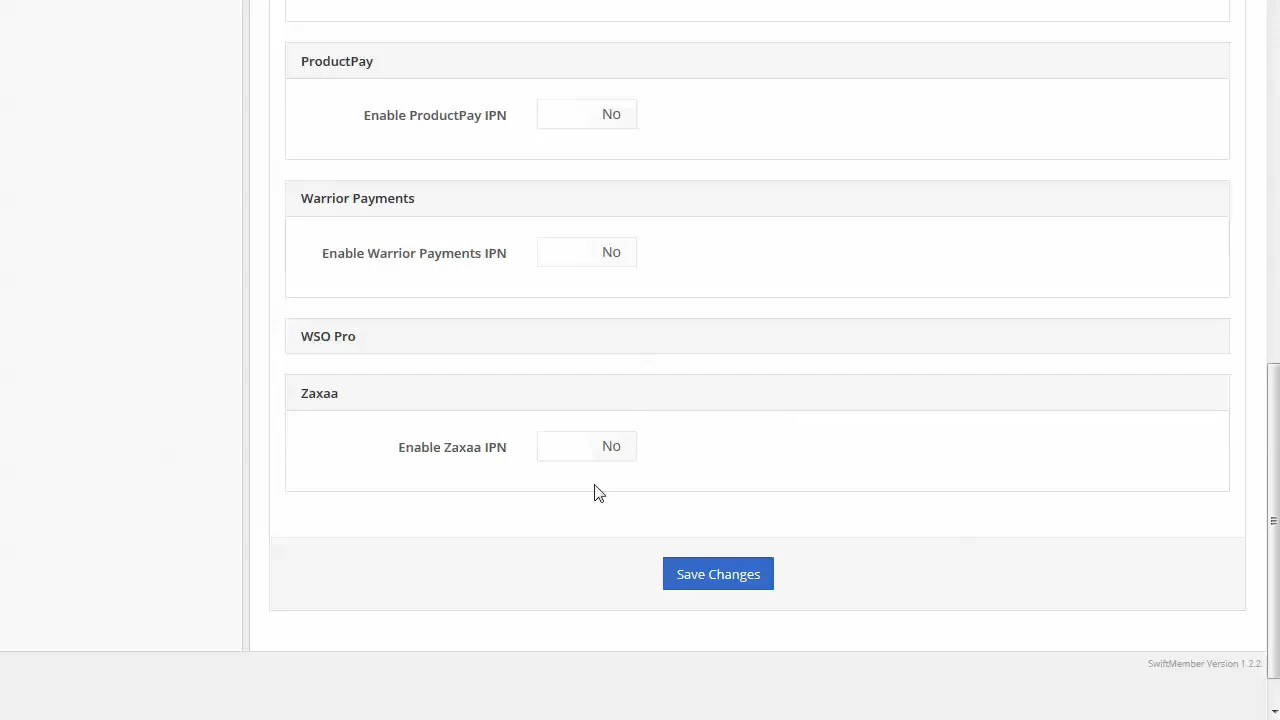 ProductPay
Enable ProductPay IPN No
Warrior Payments
Enable Warrior Payments IPN No
WSO Pro
Zaxaa
Enable Zaxaa IPN No
Save Changes
SwiftMember Version 1.2.2.